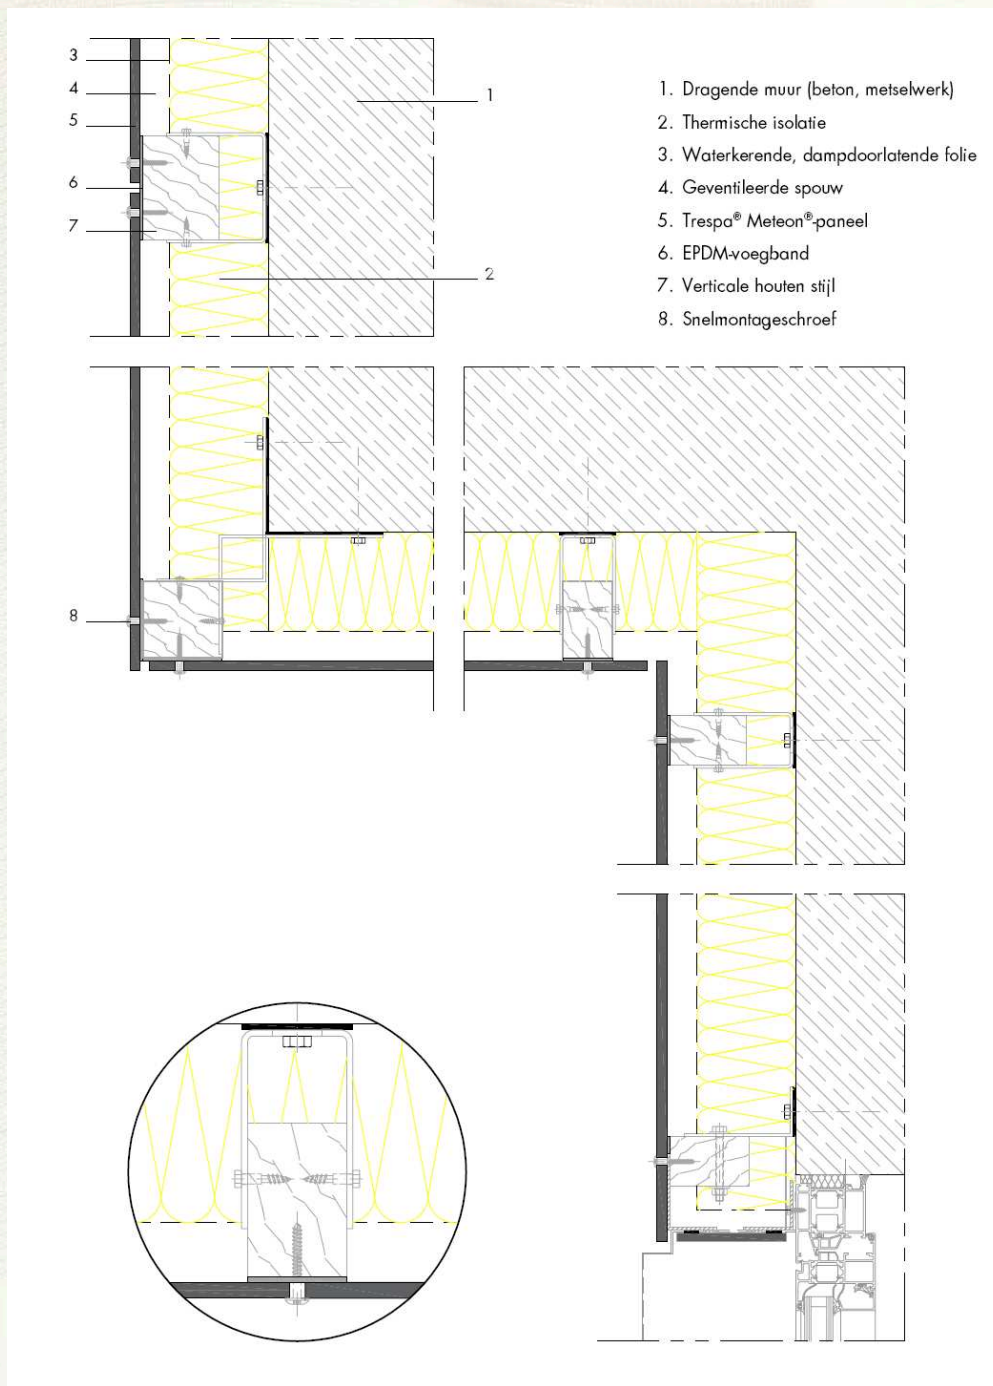 3
4
5
6
7
1
2
8
1. Dragende muur (beton, metselwerk)
2. Thermische isolatie
3. Waterkerende, dampdoorlatende folie
4. Geventileerde spouw
5. Trespa® Meteon®-paneel
6. EPDM-voegband
7. Verticale houten stijl
8. Snelmontageschroef